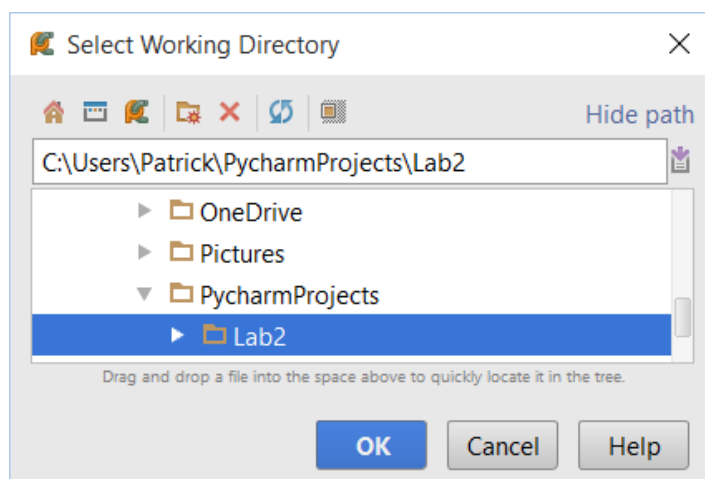 Select Working Directory
Hide path
C:\Users\Patrick\PycharmProjects\Lab2
OneDrive
Pictures
PycharmProjects
Lab2
Drag and drop a file into the space above to quickly locate it in the tree.
OK Cancel Help